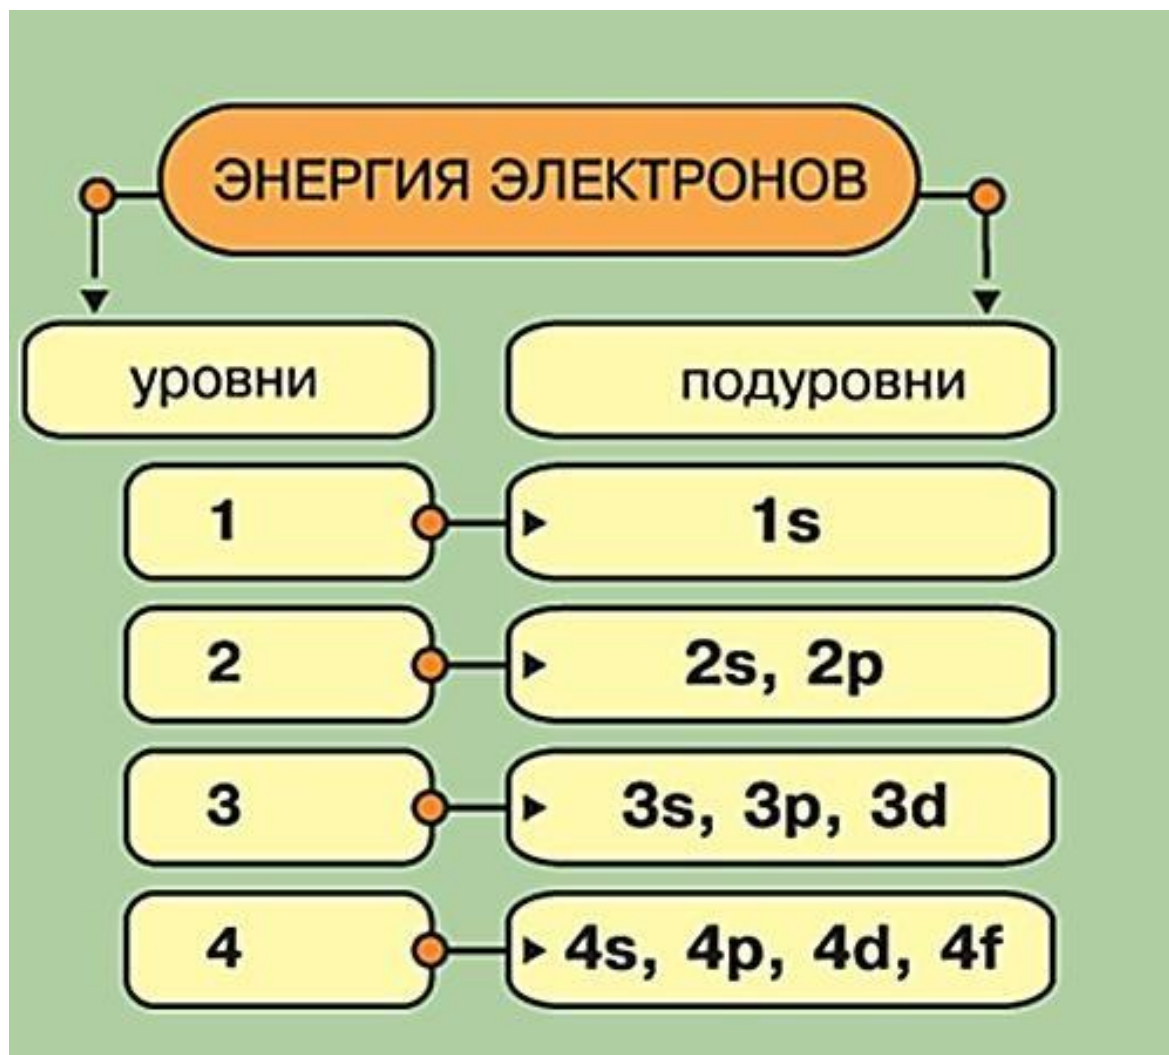 ЭНЕРГИЯ ЭЛЕКТРОНОВ
уровни подуровни
1 1s
2 2s, 2p
3 3s, 3p, 3d
4 4s, 4p, 4d, 4f